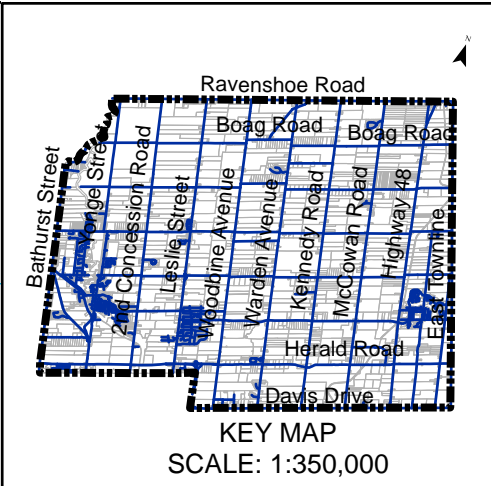 N
Ravenshoe Road
Boag Road
Boag Road
Bathurst Street
Yonge Street
2nd Concession Road
Leslie Street
Woodbine Avenue
Warden Avenue
Kennedy Road
McCowan Road
Highway 48
East Townline
Herald Road
Davis Drive
KEY MAP
SCALE: 1:350,000